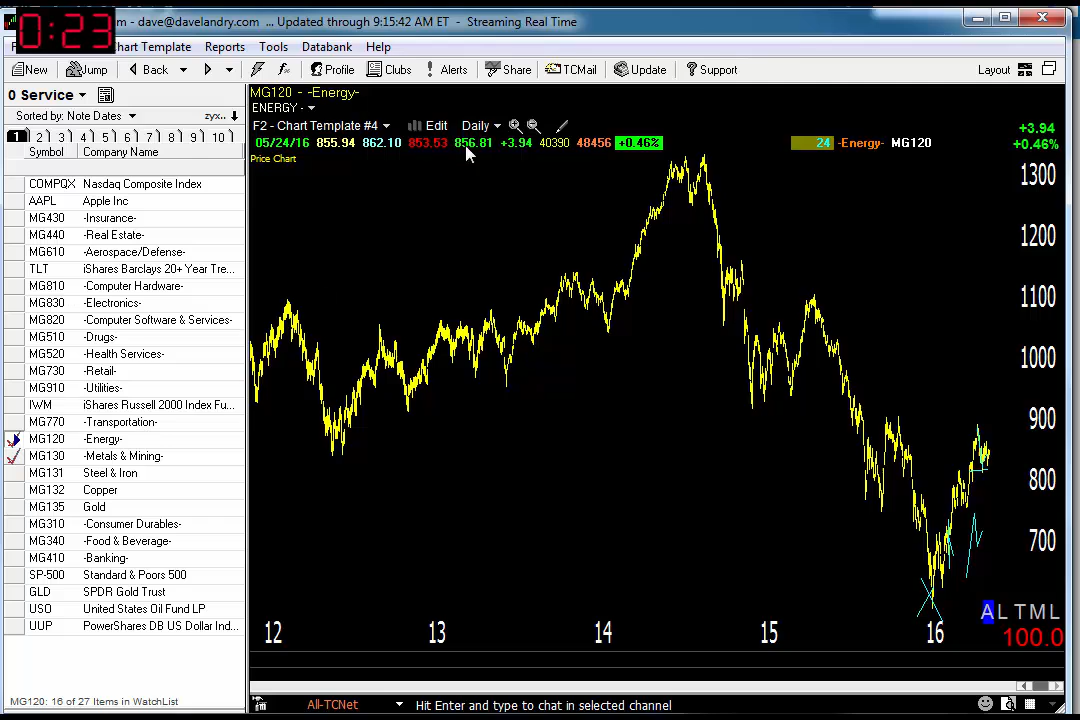 0:23
m - dave@davelandry.com ... Updated through 9:15:42 AM ET - Streaming Real Time
Chart Template Reports Tools Databank Help
New Jump Back Profile Clubs Alerts Share TCMail Update Support Layout
0 Service
Sorted by: Note Dates zyx..
1 2 3 4 5 6 7 8 9 10
Symbol Company Name
COMPQX Nasdaq Composite Index
AAPL Apple Inc
MG430 -Insurance-
MG440 -Real Estate-
MG610 -Aerospace/Defense-
TLT iShares Barclays 20+ Year Tre...
MG810 -Computer Hardware-
MG830 -Electronics-
MG820 -Computer Software & Services-
MG510 -Drugs-
MG520 -Health Services-
MG730 -Retail-
MG910 -Utilities-
IWM iShares Russell 2000 Index Fu...
MG770 -Transportation-
MG120 -Energy-
MG130 -Metals & Mining-
MG131 Steel & Iron
MG132 Copper
MG135 Gold
MG310 -Consumer Durables-
MG340 -Food & Beverage-
MG410 -Banking-
SP-500 Standard & Poors 500
GLD SPDR Gold Trust
USO United States Oil Fund LP
UUP PowerShares DB US Dollar Ind...
MG120: 16 of 27 Items in WatchList
MG120 - -Energy-
ENERGY -
F2 - Chart Template #4 Edit Daily
05/24/16 855.94 862.10 853.53 856.81 +3.94 40390 48456 +0.46% 24 -Energy- MG120
+3.94
+0.46%
Price Chart
1300
1200
1100
1000
900
800
700
A L T M L
100.0
12 13 14 15 16
All-TCNet Hit Enter and type to chat in selected channel